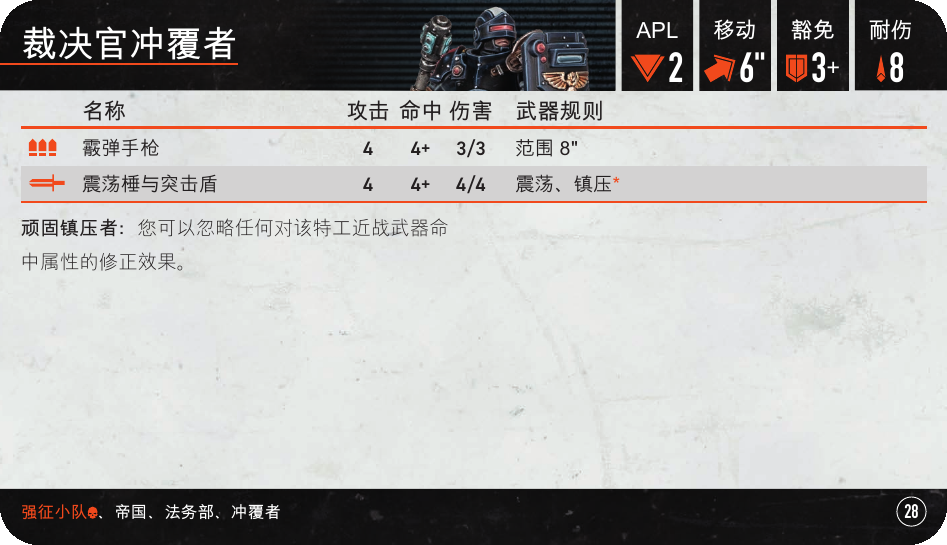 裁决官冲覆者
APL 移动 豁免 耐伤
2 6" 3+ 8
名称 攻击 命中 伤害 武器规则
霰弹手枪 4 4+ 3/3 范围 8"
震荡棰与突击盾 4 4+ 4/4 震荡、镇压*
顽固镇压者：您可以忽略任何对该特工近战武器命
中属性的修正效果。
强征小队、帝国、法务部、冲覆者
28